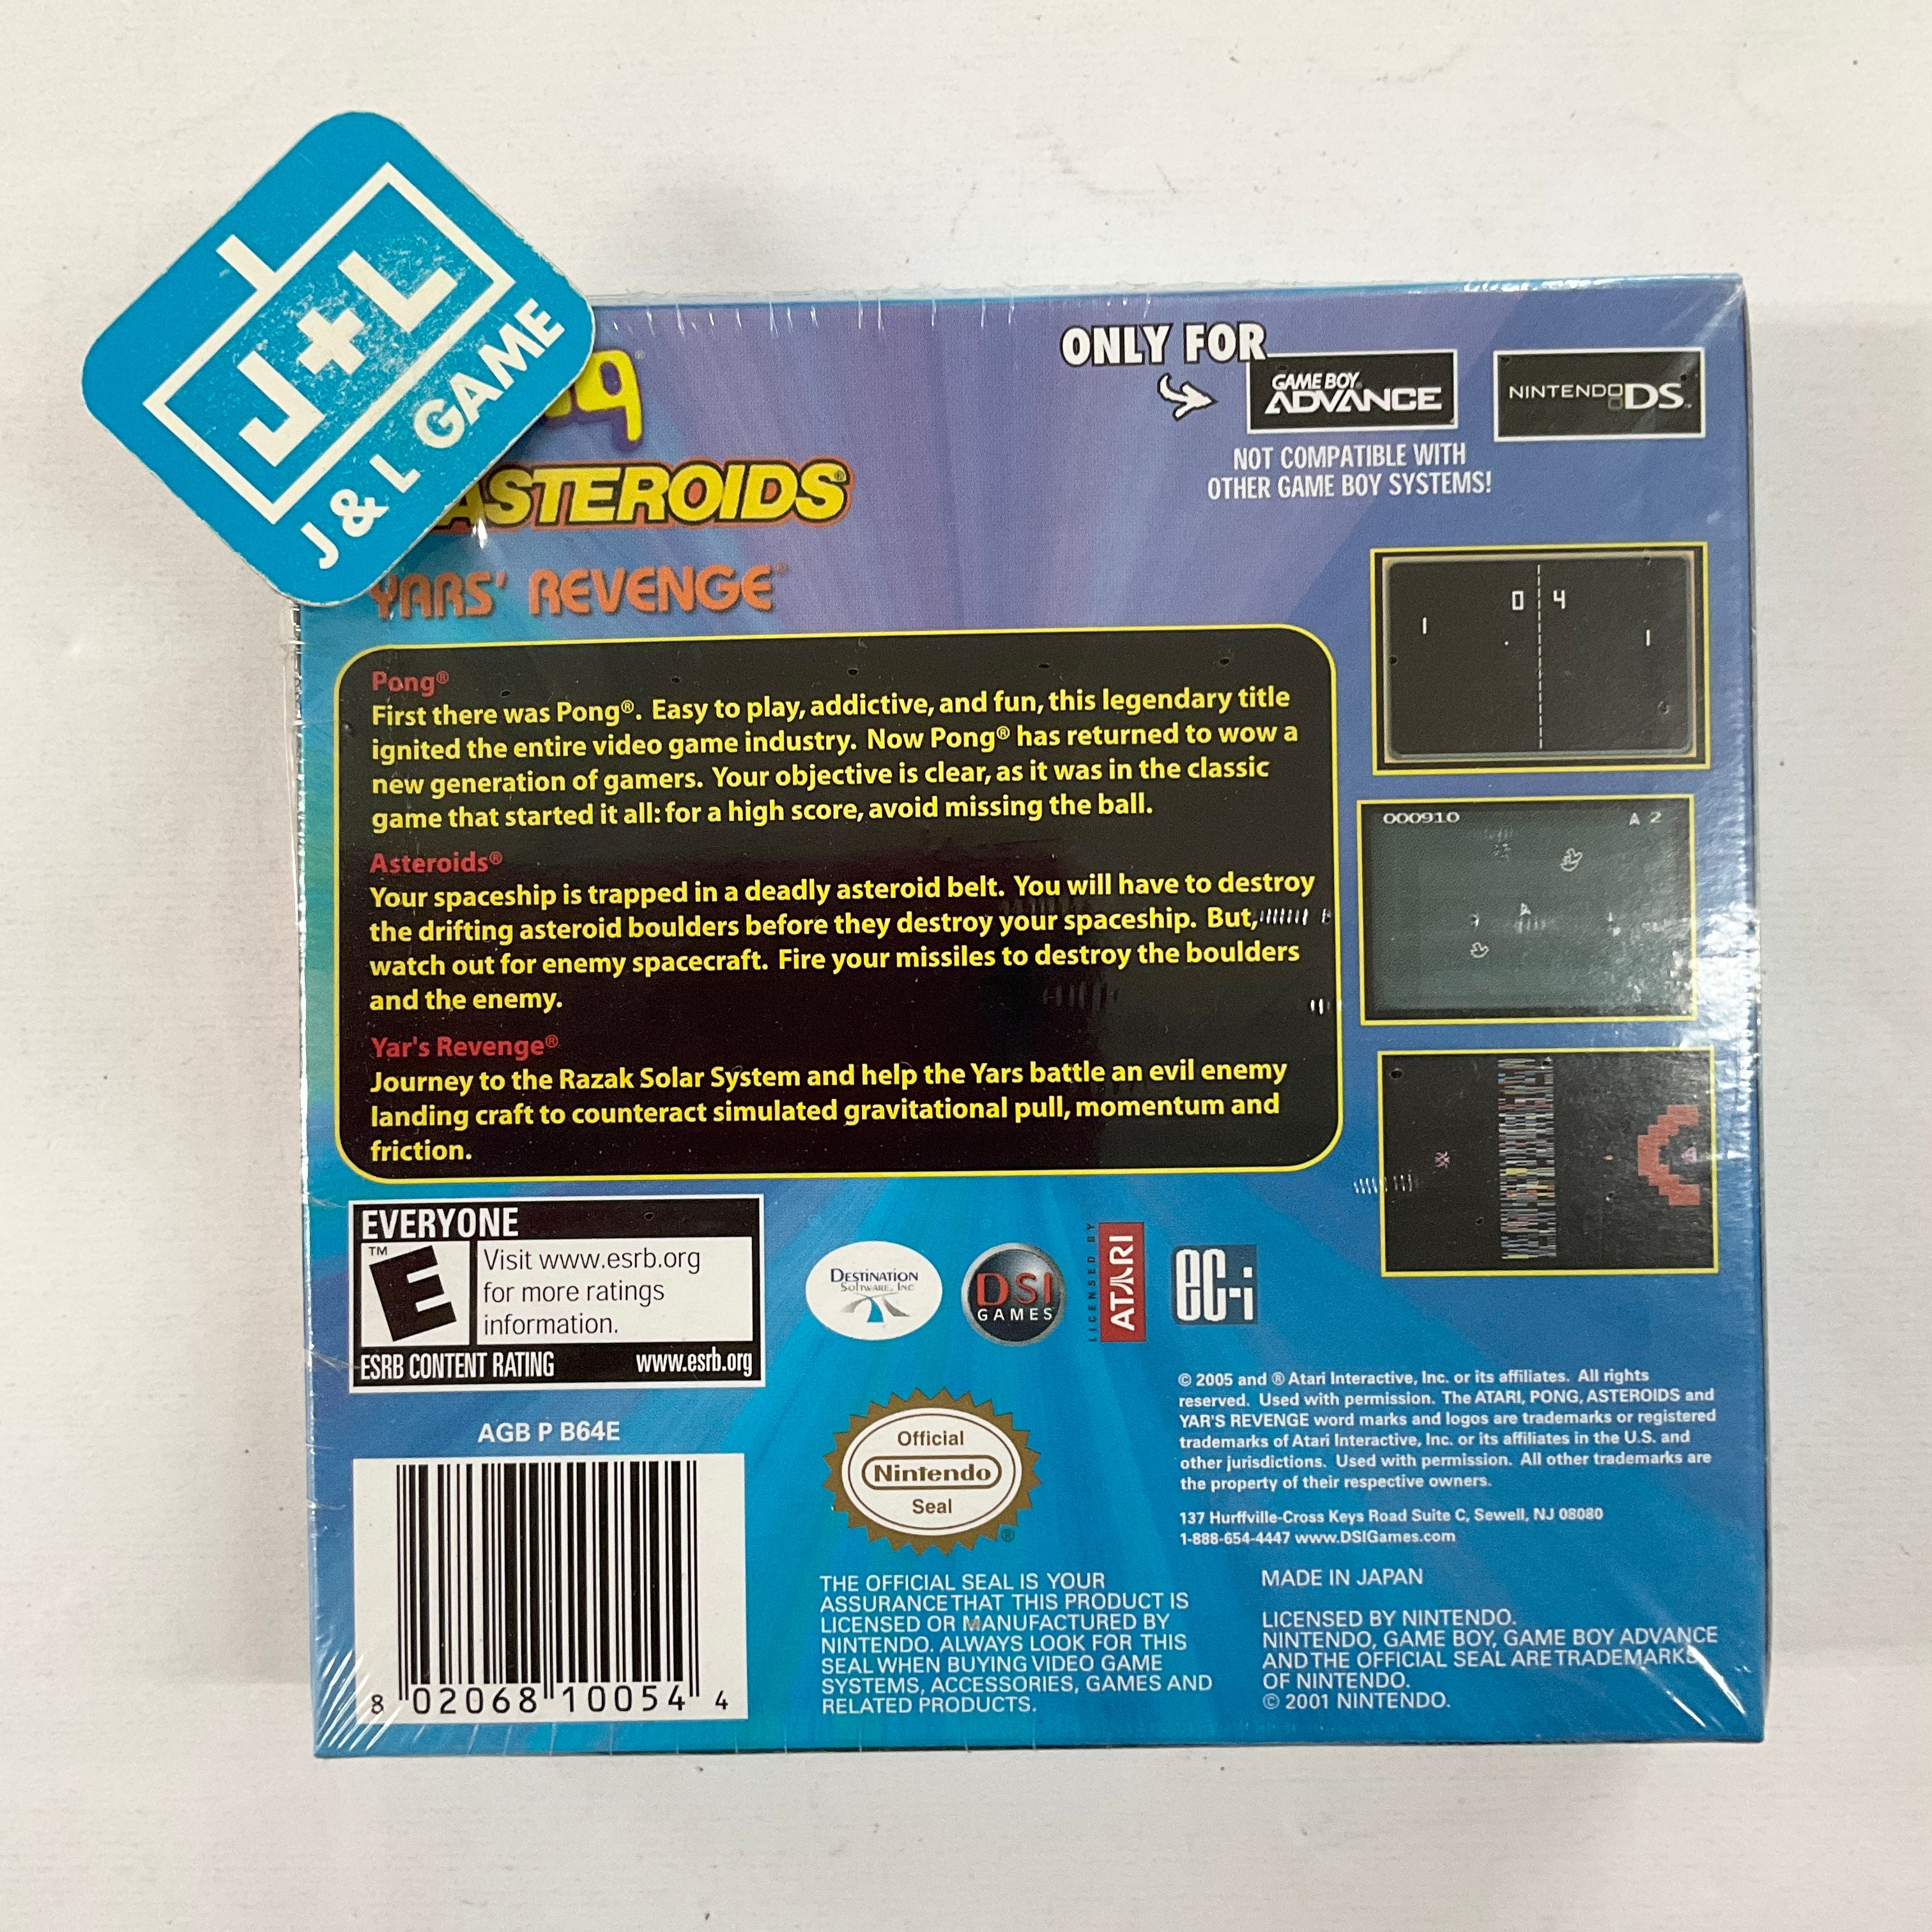 J+L
J & L GAME
ASTEROIDS®
YARS' REVENGE®
ONLY FOR
GAME BOY ADVANCE
NINTENDO DS™
NOT COMPATIBLE WITH
OTHER GAME BOY SYSTEMS!
0 4
000910
2
Pong®
First there was Pong®. Easy to play, addictive, and fun, this legendary title
ignited the entire video game industry. Now Pong® has returned to wow a
new generation of gamers. Your objective is clear, as it was in the classic
game that started it all: for a high score, avoid missing the ball.
Asteroids®
Your spaceship is trapped in a deadly asteroid belt. You will have to destroy
the drifting asteroid boulders before they destroy your spaceship. But,
watch out for enemy spacecraft. Fire your missiles to destroy the boulders
and the enemy.
Yar's Revenge®
Journey to the Razak Solar System and help the Yars battle an evil enemy
landing craft to counteract simulated gravitational pull, momentum and
friction.
EVERYONE
E™
Visit www.esrb.org
for more ratings
information.
ESRB CONTENT RATING www.esrb.org
DESTINATION
SOFTWARE, INC
DSI
GAMES
LICENSED BY
ATARI
ec-i
AGB P B64E
8 02068 10054 4
Official
Nintendo
Seal
®
THE OFFICIAL SEAL IS YOUR
ASSURANCE THAT THIS PRODUCT IS
LICENSED OR MANUFACTURED BY
NINTENDO. ALWAYS LOOK FOR THIS
SEAL WHEN BUYING VIDEO GAME
SYSTEMS, ACCESSORIES, GAMES AND
RELATED PRODUCTS.
© 2005 and ® Atari Interactive, Inc. or its affiliates. All rights
reserved. Used with permission. The ATARI, PONG, ASTEROIDS and
YAR'S REVENGE word marks and logos are trademarks or registered
trademarks of Atari Interactive, Inc. or its affiliates in the U.S. and
other jurisdictions. Used with permission. All other trademarks are
the property of their respective owners.
137 Hurffville-Cross Keys Road Suite C, Sewell, NJ 08080
1-888-654-4447 www.DSIGames.com
MADE IN JAPAN
LICENSED BY NINTENDO.
NINTENDO, GAME BOY, GAME BOY ADVANCE
AND THE OFFICIAL SEAL ARE TRADEMARKS
OF NINTENDO.
© 2001 NINTENDO.